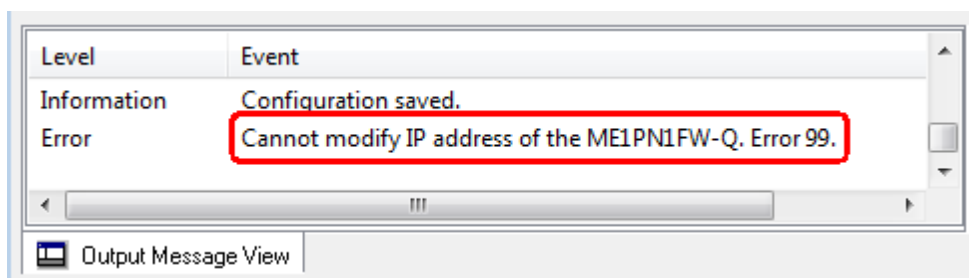 Level Event
Information Configuration saved.
Error Cannot modify IP address of the ME1PN1FW-Q. Error 99.
Output Message View